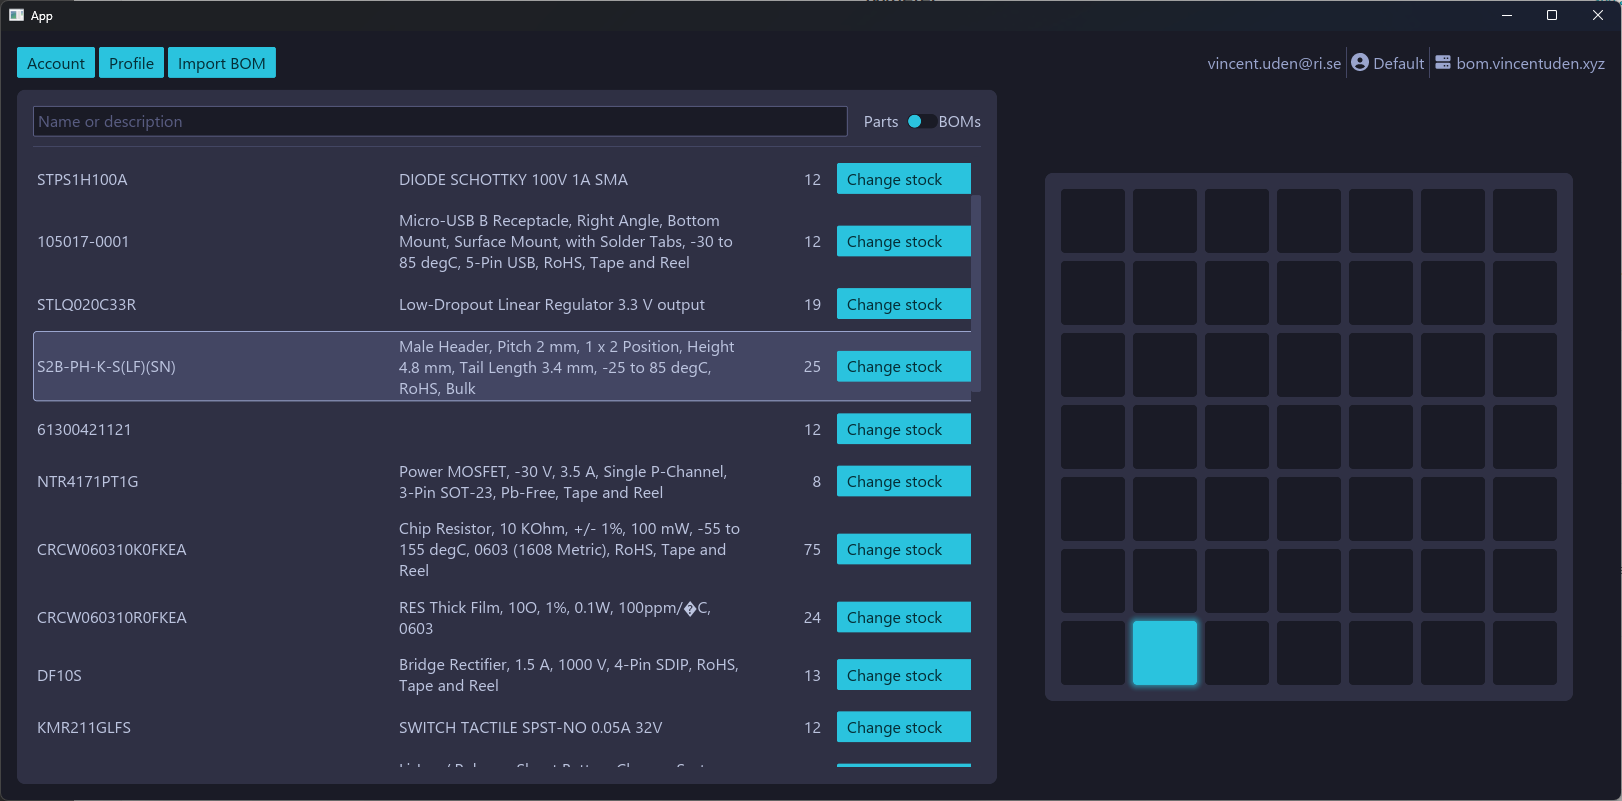 App
Account Profile Import BOM vincent.uden@ri.se Default bom.vincentuden.xyz
Name or description Parts BOMs
STPS1H100A DIODE SCHOTTKY 100V 1A SMA 12 Change stock
105017-0001 Micro-USB B Receptacle, Right Angle, Bottom
Mount, Surface Mount, with Solder Tabs, -30 to
85 degC, 5-Pin USB, RoHS, Tape and Reel 12 Change stock
STLQ020C33R Low-Dropout Linear Regulator 3.3 V output 19 Change stock
S2B-PH-K-S(LF)(SN) Male Header, Pitch 2 mm, 1 x 2 Position, Height
4.8 mm, Tail Length 3.4 mm, -25 to 85 degC,
RoHS, Bulk 25 Change stock
61300421121 12 Change stock
NTR4171PT1G Power MOSFET, -30 V, 3.5 A, Single P-Channel,
3-Pin SOT-23, Pb-Free, Tape and Reel 8 Change stock
CRCW060310K0FKEA Chip Resistor, 10 KOhm, +/- 1%, 100 mW, -55 to
155 degC, 0603 (1608 Metric), RoHS, Tape and
Reel 75 Change stock
CRCW060310R0FKEA RES Thick Film, 10O, 1%, 0.1W, 100ppm/�C,
0603 24 Change stock
DF10S Bridge Rectifier, 1.5 A, 1000 V, 4-Pin SDIP, RoHS,
Tape and Reel 13 Change stock
KMR211GLFS SWITCH TACTILE SPST-NO 0.05A 32V 12 Change stock